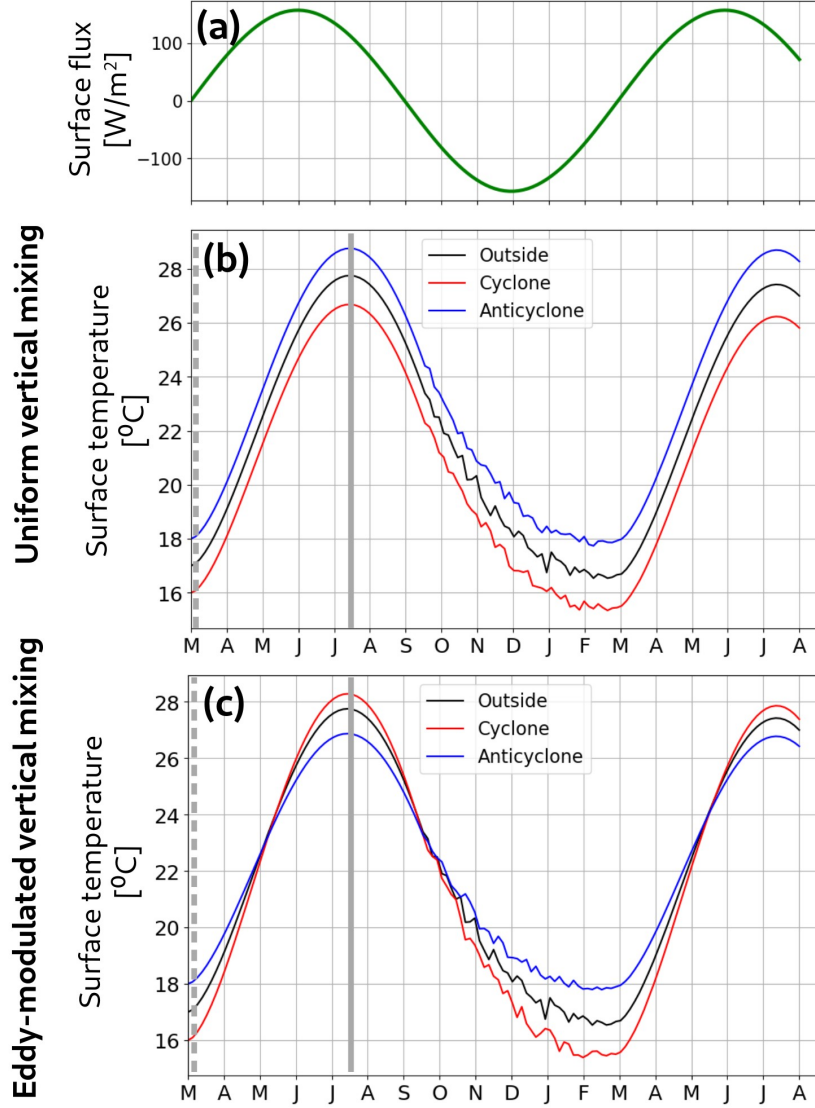 (a)
Surface flux
[W/m²]
100
0
−100
Uniform vertical mixing
(b)
Surface temperature
[⁰C]
28
26
24
22
20
18
16
Outside
Cyclone
Anticyclone
M A M J J A S O N D J F M A M J J A
Eddy-modulated vertical mixing
(c)
Surface temperature
[⁰C]
28
26
24
22
20
18
16
Outside
Cyclone
Anticyclone
M A M J J A S O N D J F M A M J J A